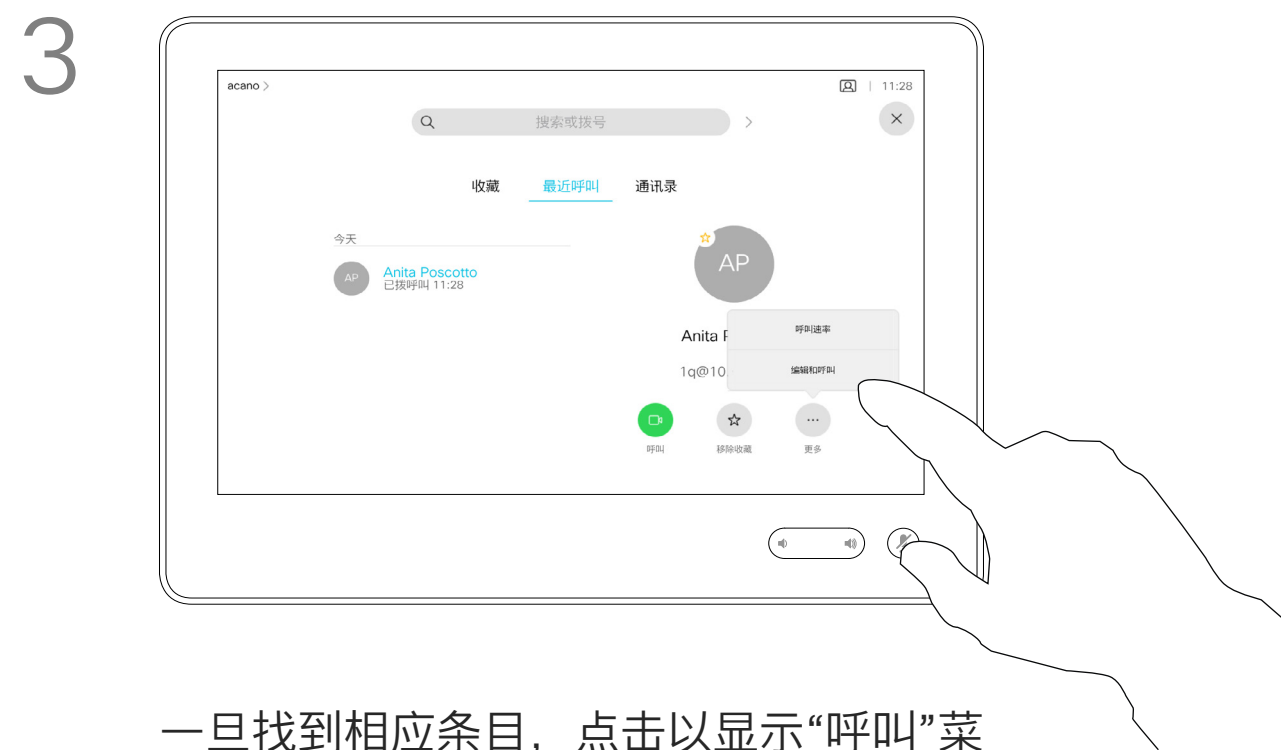 3
acano >
11:28
搜索或拨号
收藏 最近呼叫 通讯录
今天
AP
Anita Poscotto
已拨呼叫 11:28
AP
Anita P
1q@10
呼叫速率
编辑和呼叫
呼叫 移除收藏 更多
一旦找到相应条目，点击以显示“呼叫”菜